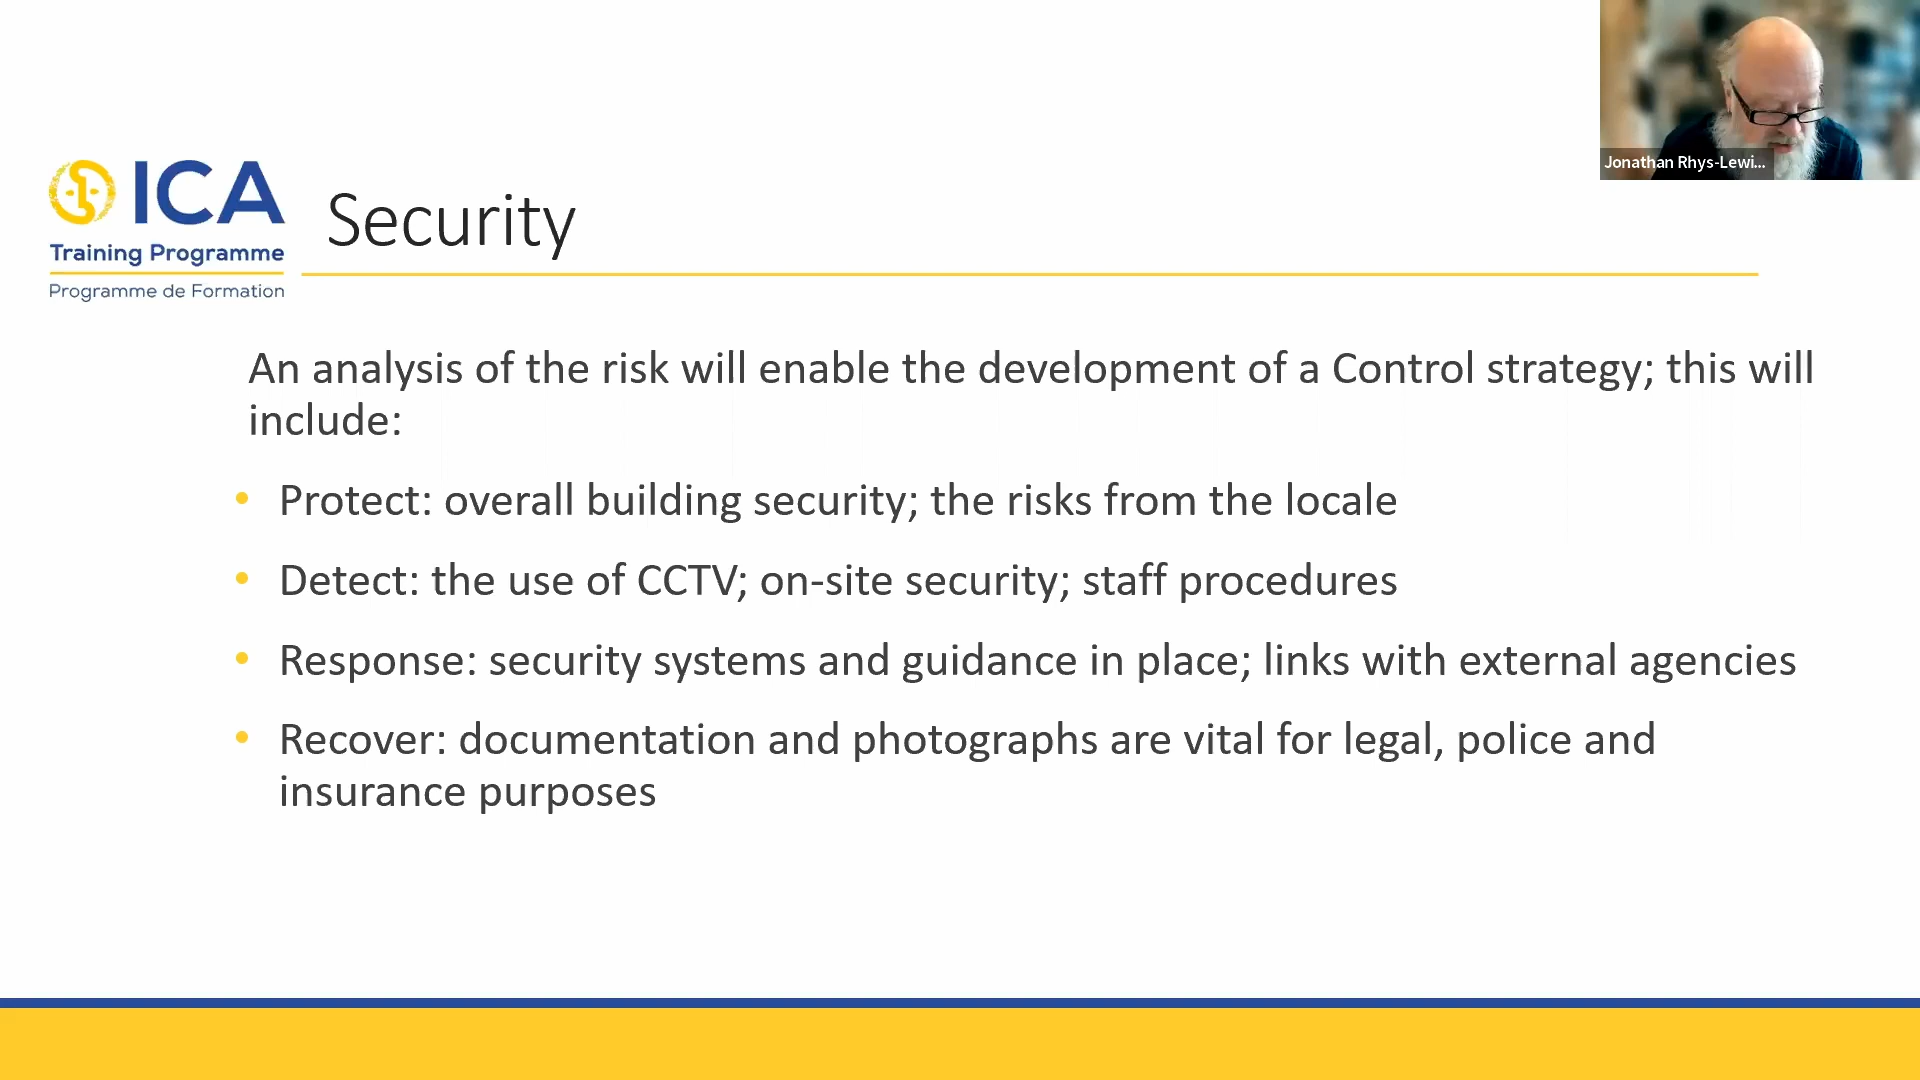 Jonathan Rhys-Lewi...
ICA
Training Programme
Programme de Formation
Security
An analysis of the risk will enable the development of a Control strategy; this will
include:
• Protect: overall building security; the risks from the locale
• Detect: the use of CCTV; on-site security; staff procedures
• Response: security systems and guidance in place; links with external agencies
• Recover: documentation and photographs are vital for legal, police and
insurance purposes